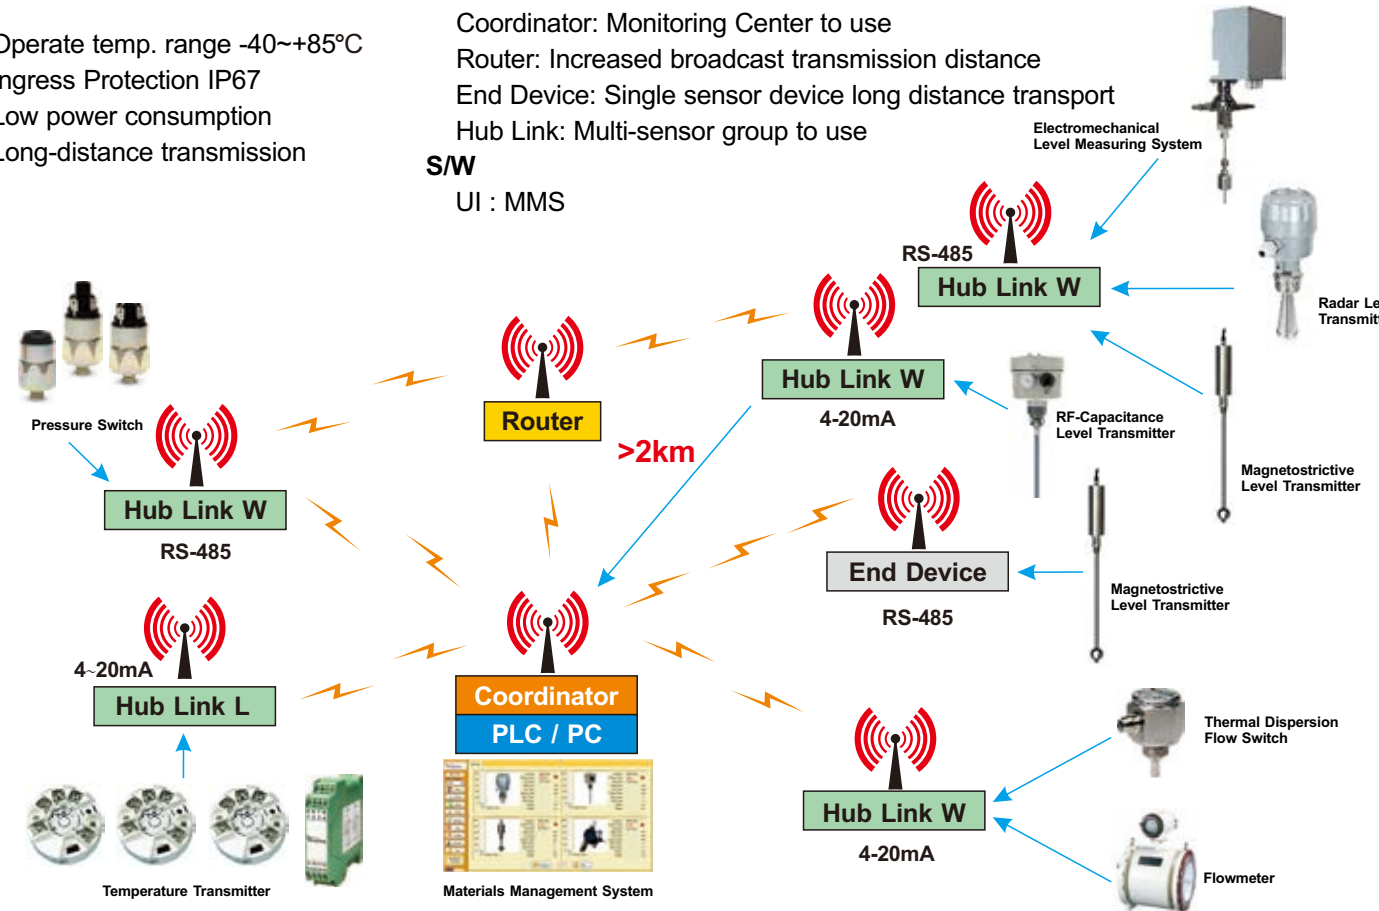 Operate temp. range -40~+85°C
Ingress Protection IP67
Low power consumption
Long-distance transmission
Coordinator: Monitoring Center to use
Router: Increased broadcast transmission distance
End Device: Single sensor device long distance transport
Hub Link: Multi-sensor group to use
S/W
UI : MMS
Electromechanical
Level Measuring System
RS-485
Hub Link W
Radar Le
Transmitt
Hub Link W
4-20mA
RF-Capacitance
Level Transmitter
Magnetostrictive
Level Transmitter
Router
>2km
Pressure Switch
Hub Link W
RS-485
End Device
RS-485
Magnetostrictive
Level Transmitter
4~20mA
Hub Link L
Temperature Transmitter
Coordinator
PLC / PC
Materials Management System
Hub Link W
4-20mA
Thermal Dispersion
Flow Switch
Flowmeter